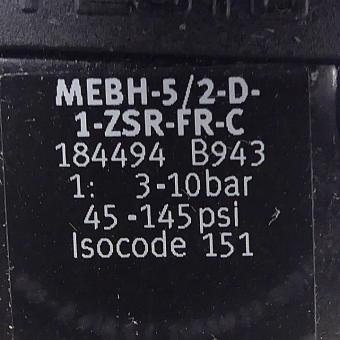 MEBH-5/2-D-
1-ZSR-FR-C
184494 B943
1: 3-10bar
45-145psi
Isocode 151